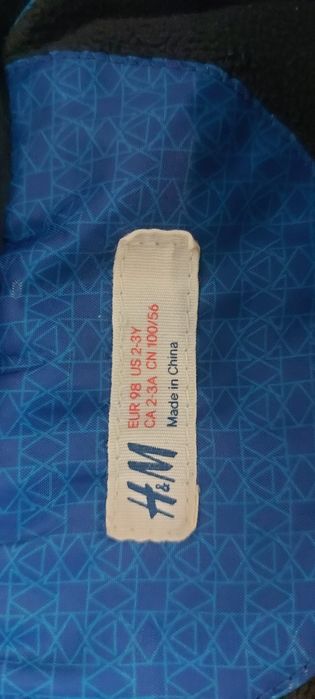 H&M
EUR 98 US 2-3Y
CA 2-3A CN 100/56
Made in China